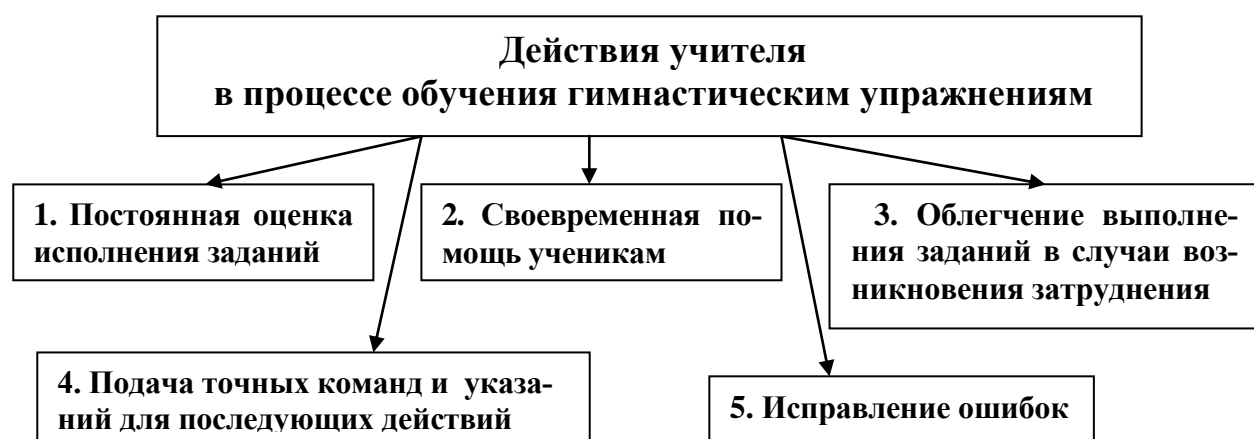 Действия учителя
в процессе обучения гимнастическим упражнениям
1. Постоянная оценка
исполнения заданий
2. Своевременная по-
мощь ученикам
3. Облегчение выполне-
ния заданий в случаи воз-
никновения затруднения
4. Подача точных команд и указа-
ний для последующих действий
5. Исправление ошибок